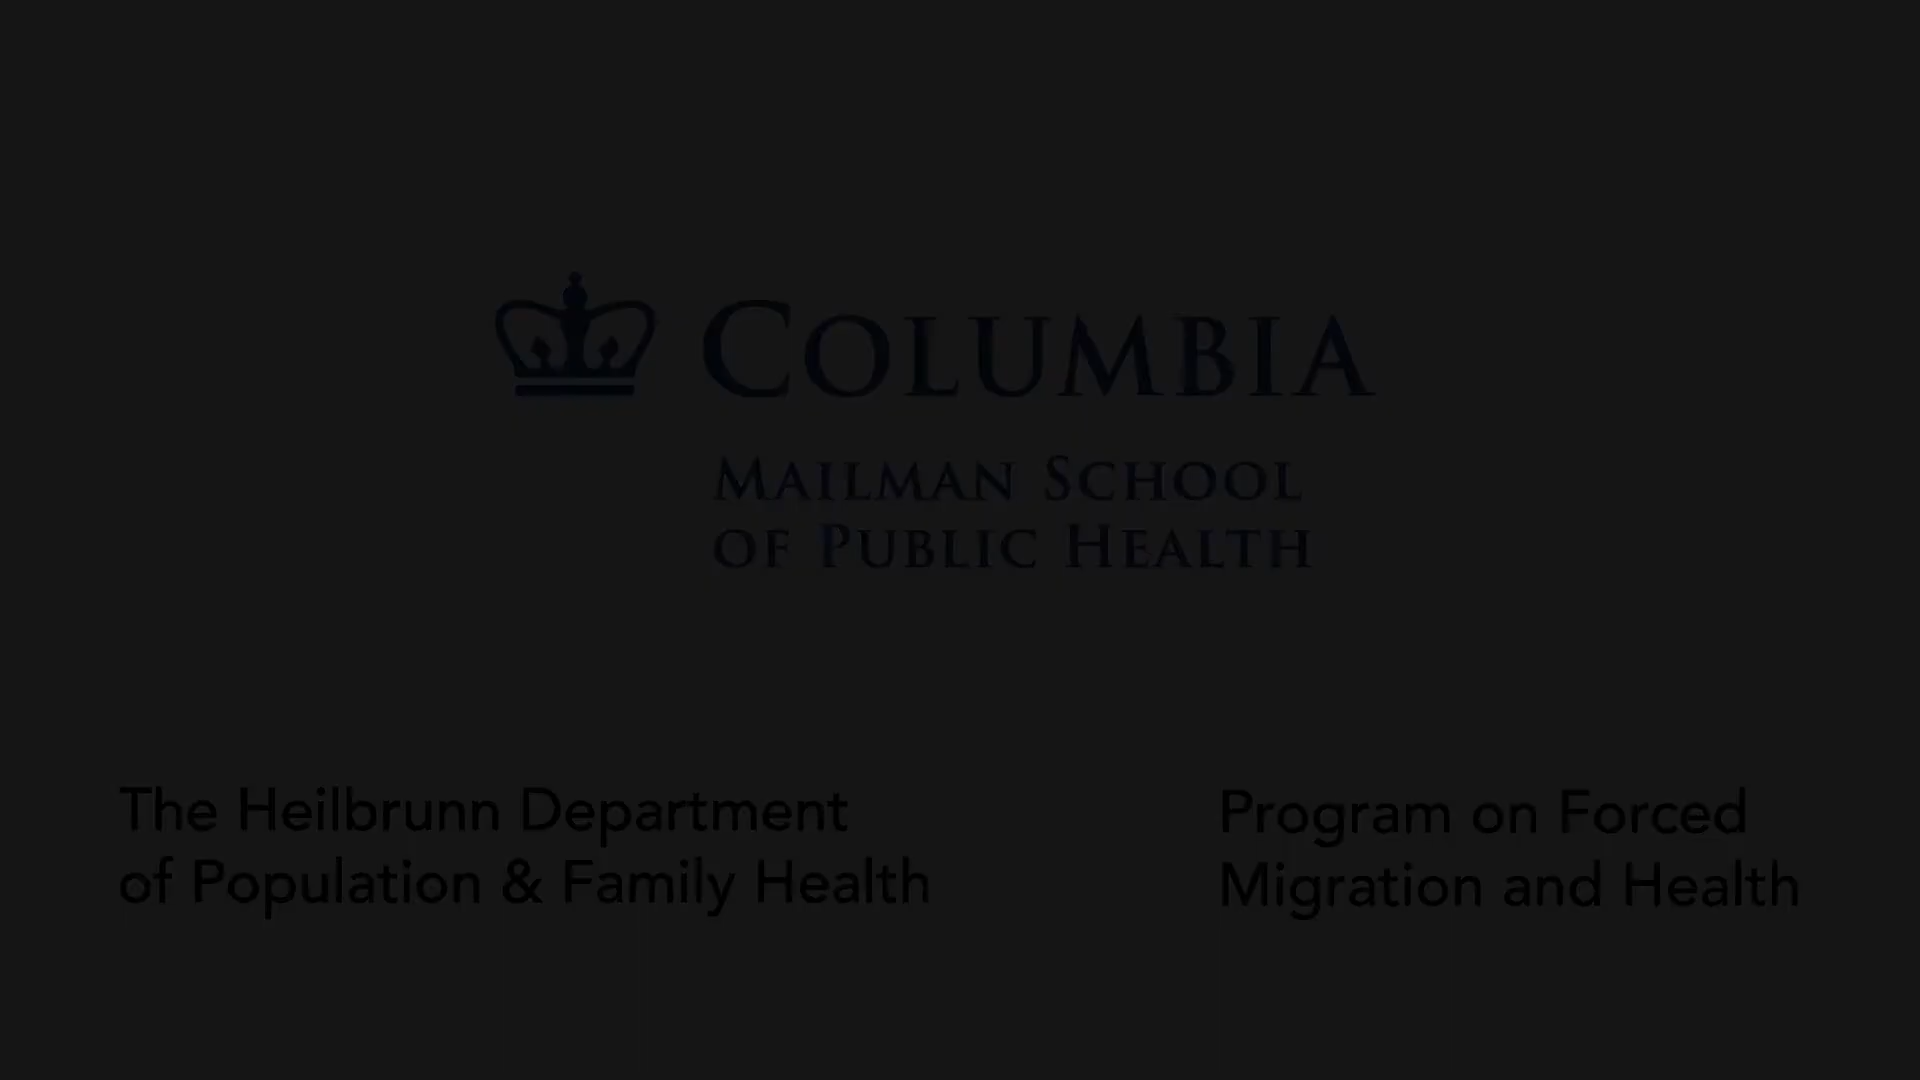 COLUMBIA
MAILMAN SCHOOL
OF PUBLIC HEALTH
The Heilbrunn Department
of Population & Family Health
Program on Forced
Migration and Health